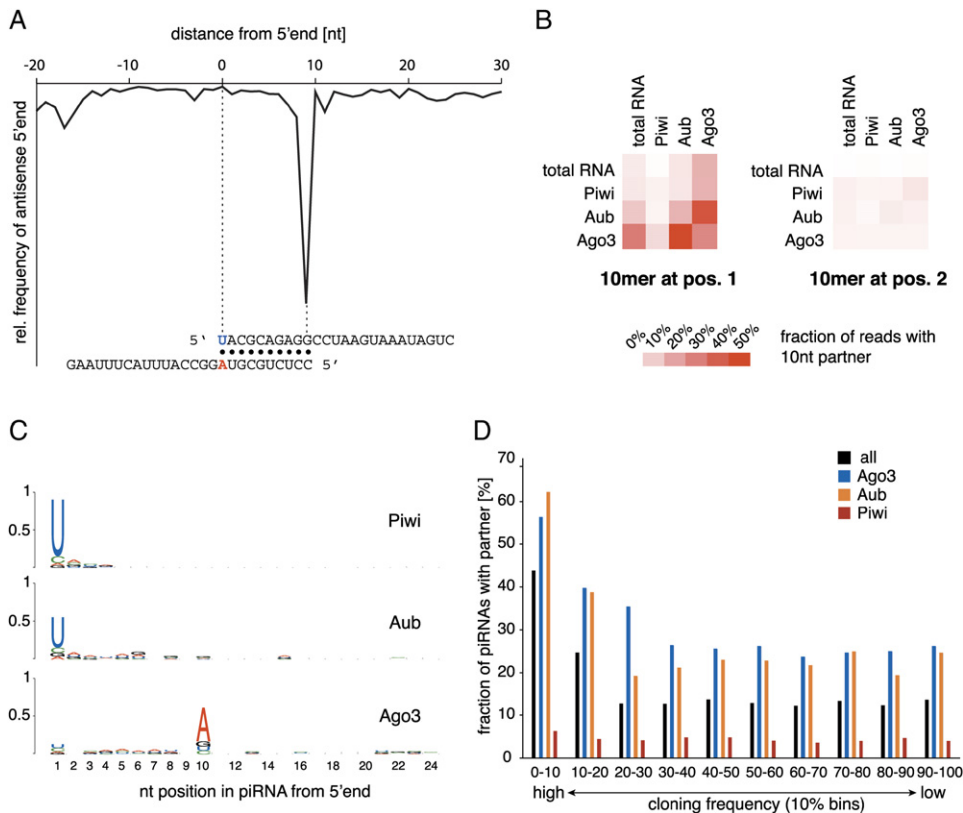 A
distance from 5'end [nt]
-20 -10 0 10 20 30
rel. frequency of antisense 5'end
5' UACGCAGAGGCCUAAGUAAAUAGUC
GAAUUUCAUUUACCGGAUGCGUCUCC 5'
B
total RNA Piwi Aub Ago3
total RNA
Piwi
Aub
Ago3
10mer at pos. 1
total RNA Piwi Aub Ago3
total RNA
Piwi
Aub
Ago3
10mer at pos. 2
0% 10% 20% 30% 40% 50%
fraction of reads with
10nt partner
C
1
0.5
U
Piwi
1
0.5
U
Aub
1
0.5
A
Ago3
1 2 3 4 5 6 7 8 9 10 12 14 16 18 20 22 24
nt position in piRNA from 5'end
D
fraction of piRNAs with partner [%]
70
60
50
40
30
20
10
0
all
Ago3
Aub
Piwi
0-10 10-20 20-30 30-40 40-50 50-60 60-70 70-80 80-90 90-100
high low
cloning frequency (10% bins)